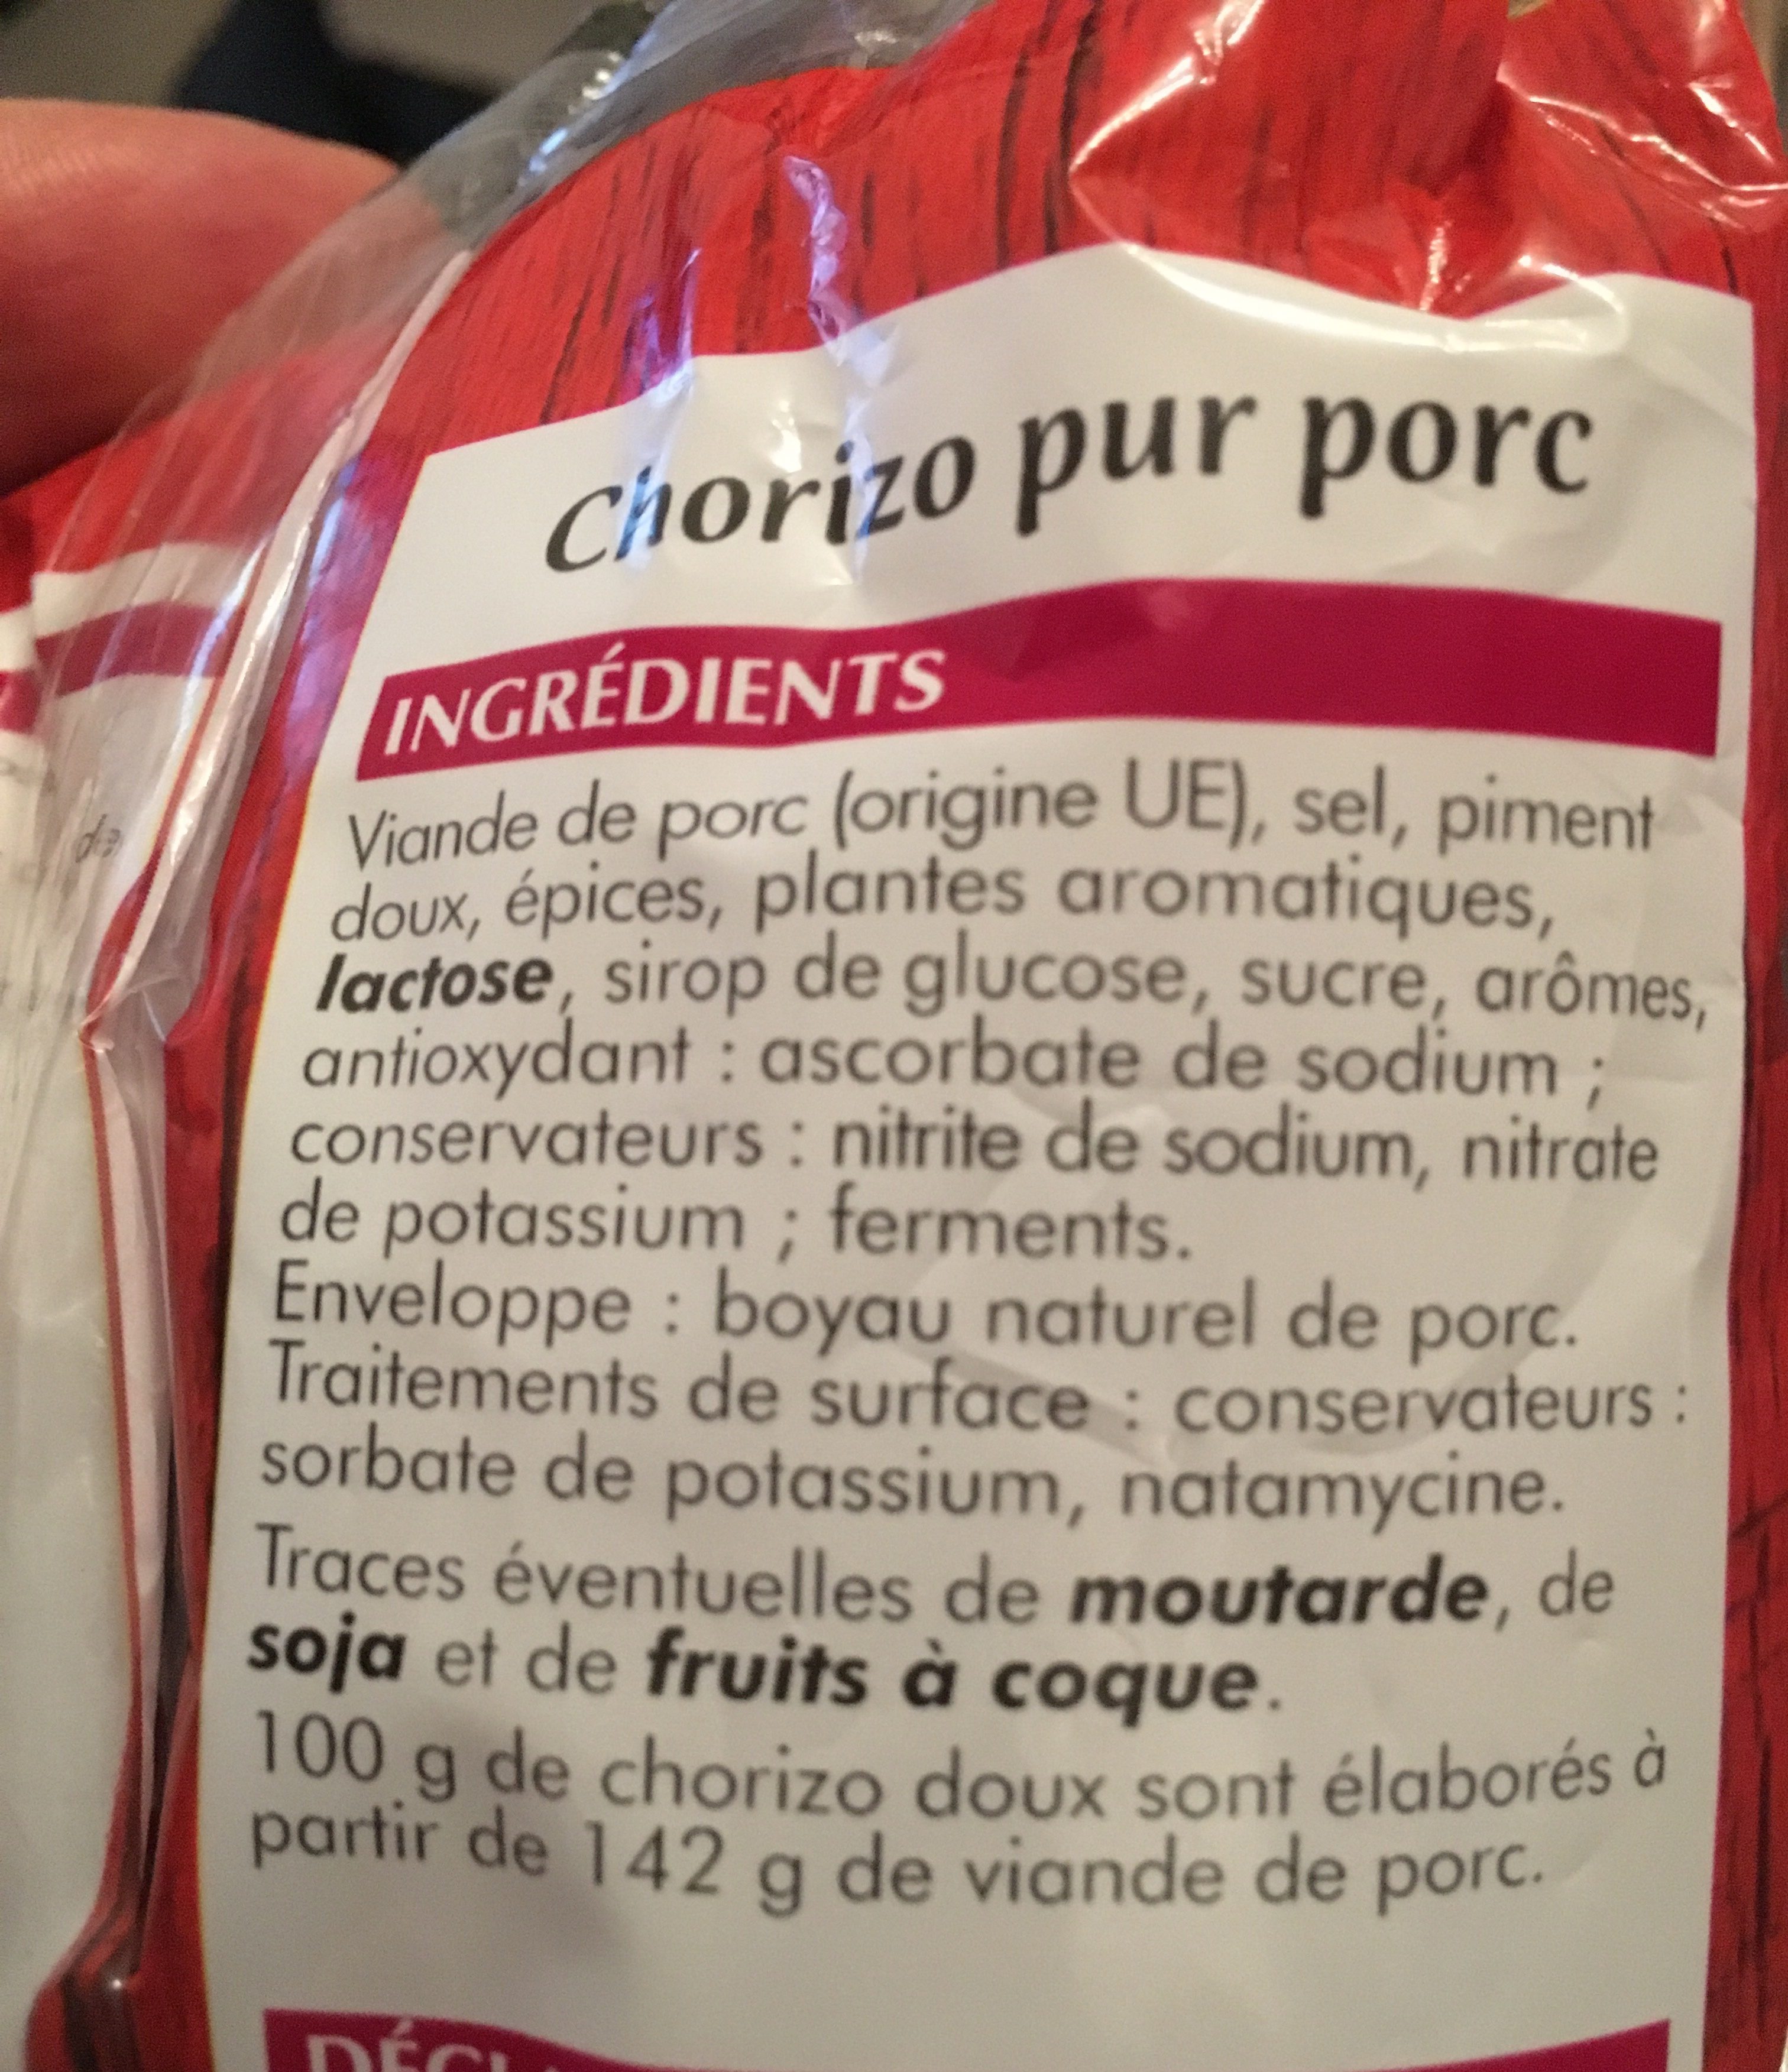 Chorizo pur porc
INGRÉDIENTS
Viande de porc (origine UE), sel, piment
doux, épices, plantes aromatiques,
lactose, sirop de glucose, sucre, arômes,
antioxydant : ascorbate de sodium ;
conservateurs : nitrite de sodium, nitrate
de potassium ; ferments.
Enveloppe : boyau naturel de porc.
Traitements de surface : conservateurs :
sorbate de potassium, natamycine.
Traces éventuelles de moutarde, de
soja et de fruits à coque.
100 g de chorizo doux sont élaborés à
partir de 142 g de viande de porc.